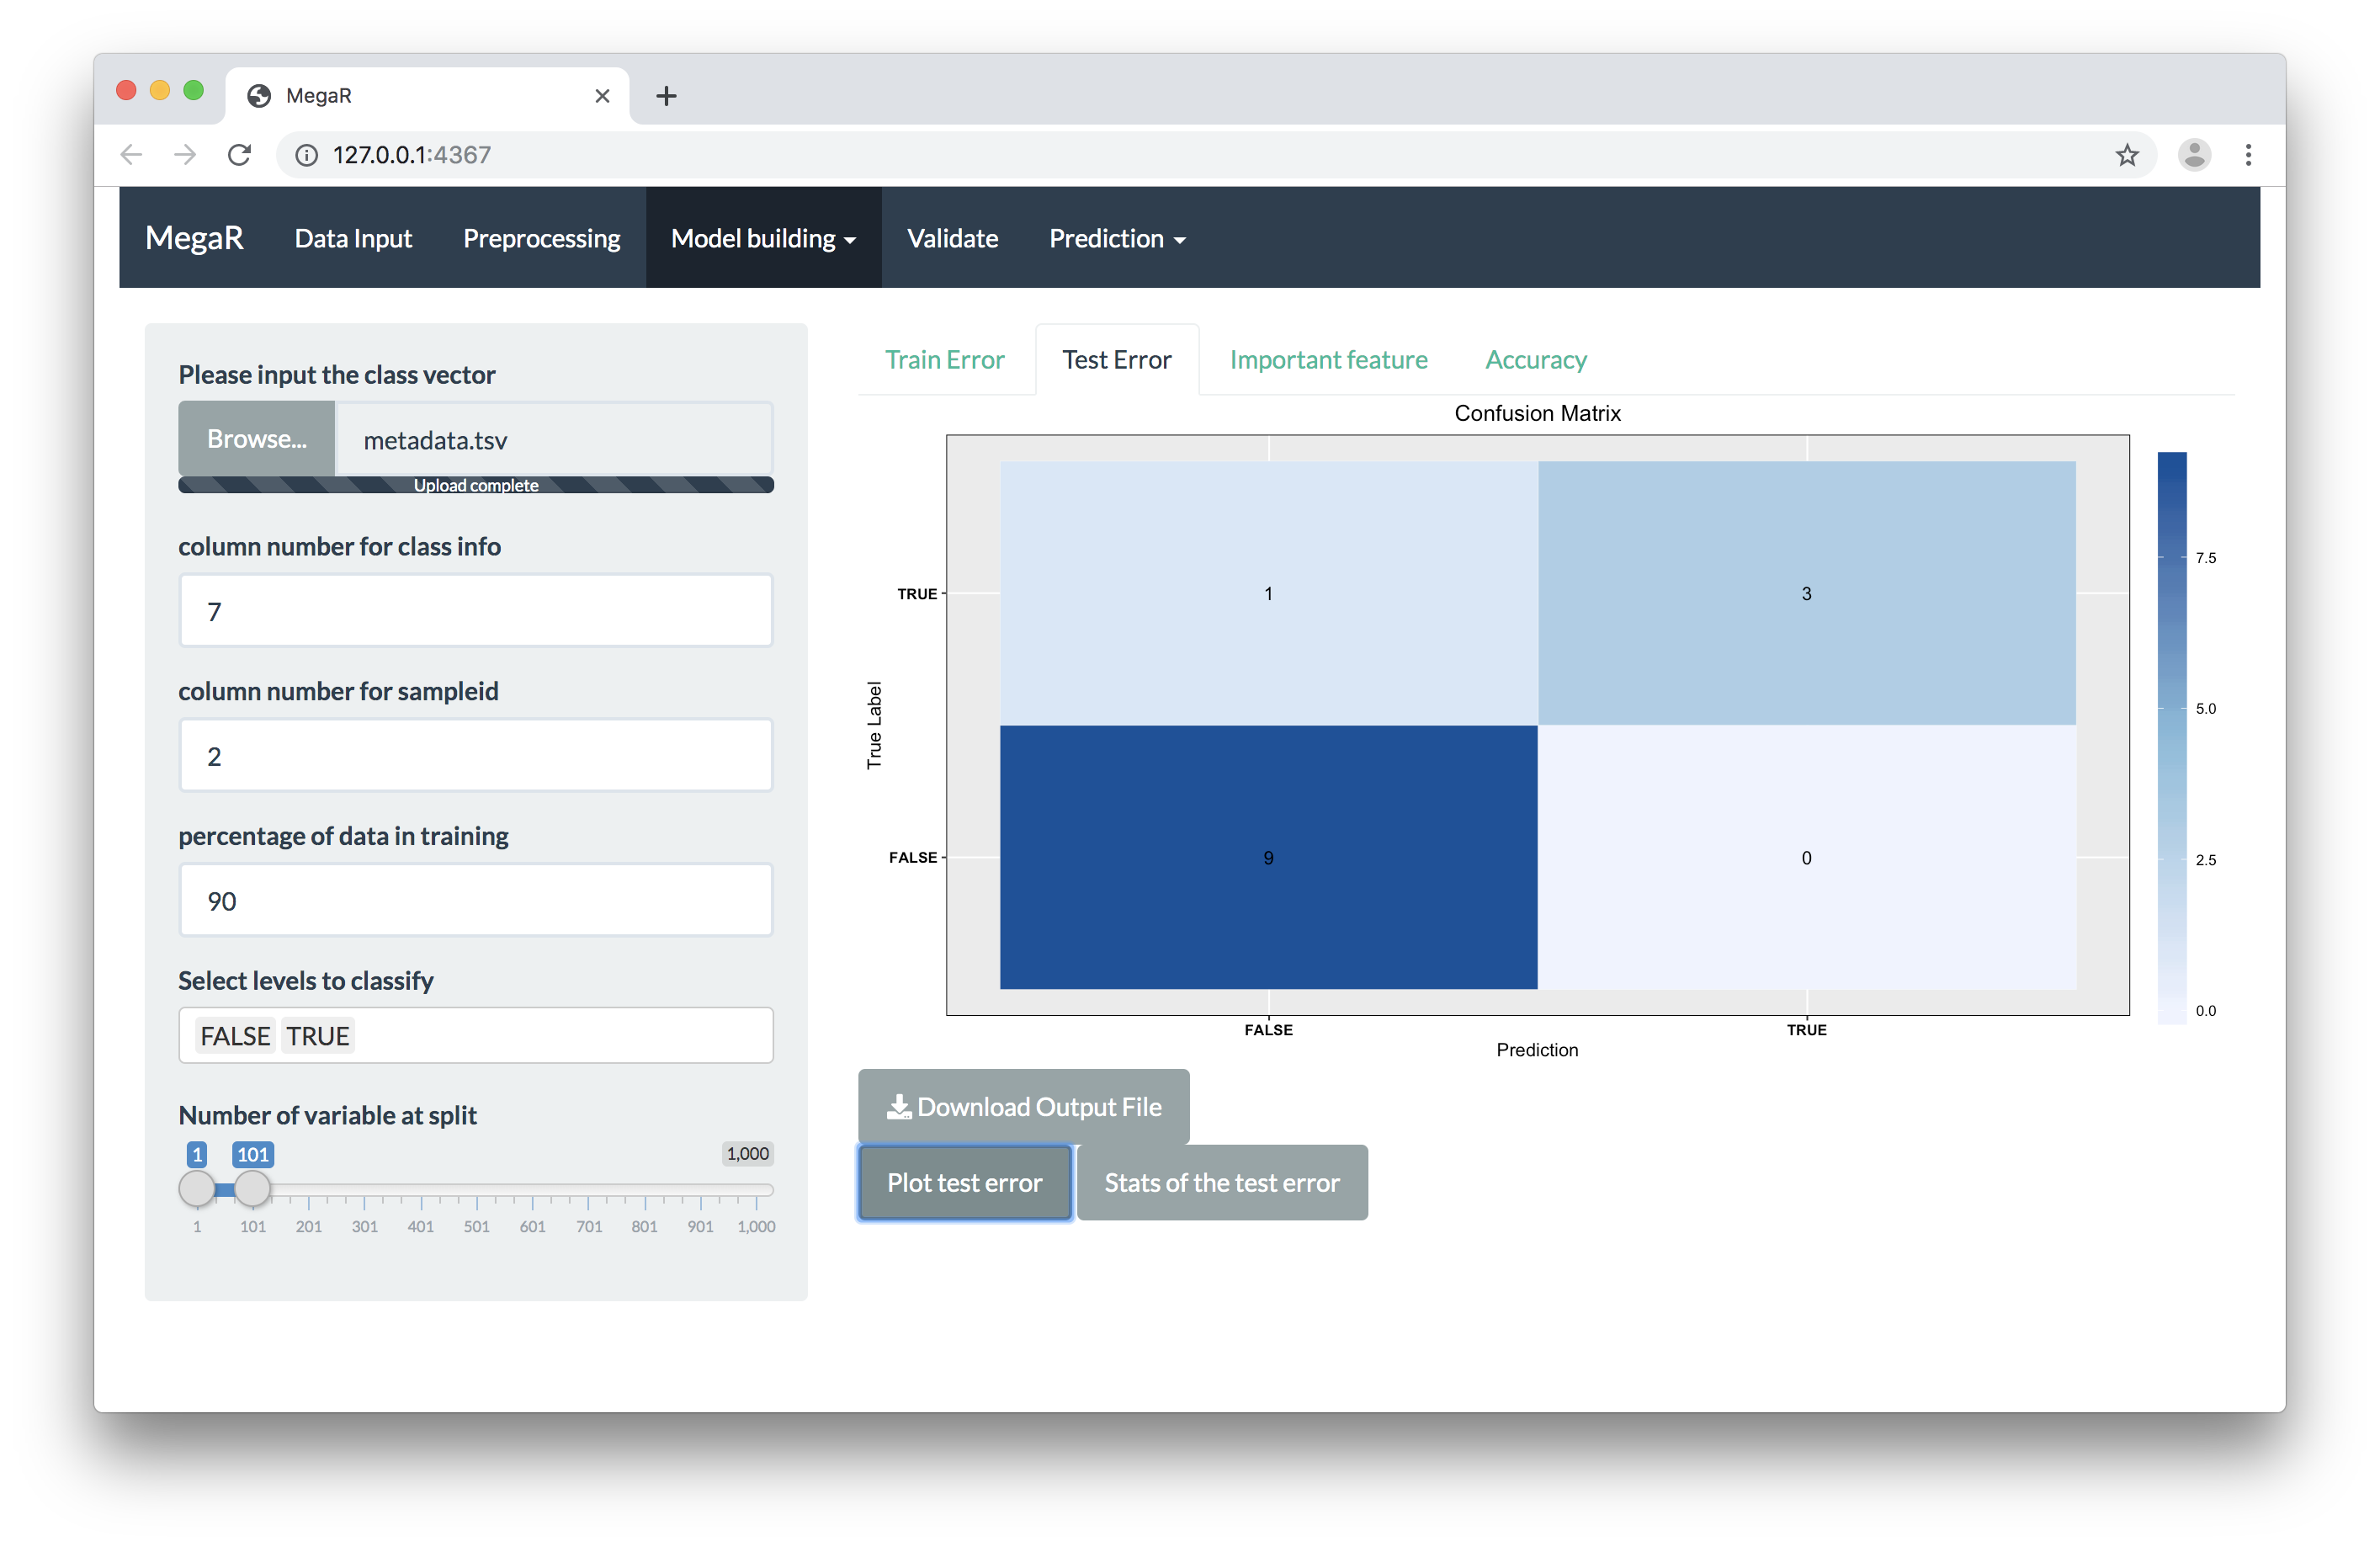 MegaR
127.0.0.1:4367
MegaR Data Input Preprocessing Model building Validate Prediction
Please input the class vector
Browse... metadata.tsv
Upload complete
column number for class info
7
column number for sampleid
2
percentage of data in training
90
Select levels to classify
FALSE TRUE
Number of variable at split
1 101 1,000
1 101 201 301 401 501 601 701 801 901 1,000
Train Error Test Error Important feature Accuracy
Confusion Matrix
True Label
TRUE 1 3
FALSE 9 0
FALSE TRUE
Prediction
7.5
5.0
2.5
0.0
Download Output File
Plot test error Stats of the test error